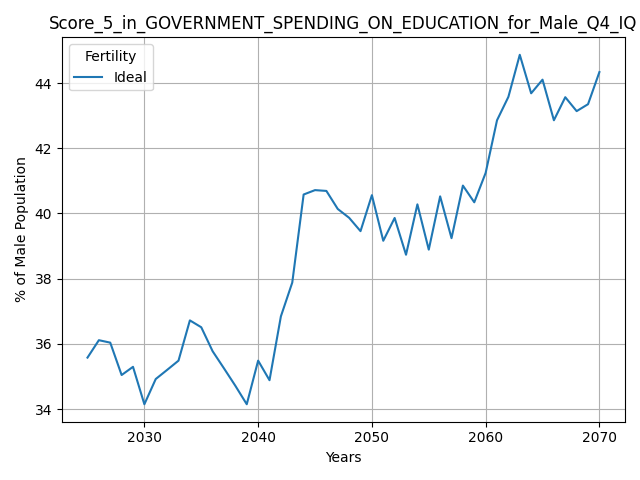 Score_5_in_GOVERNMENT_SPENDING_ON_EDUCATION_for_Male_Q4_IQ
Fertility
Ideal
% of Male Population
44
42
40
38
36
34
2030 2040 2050 2060 2070
Years